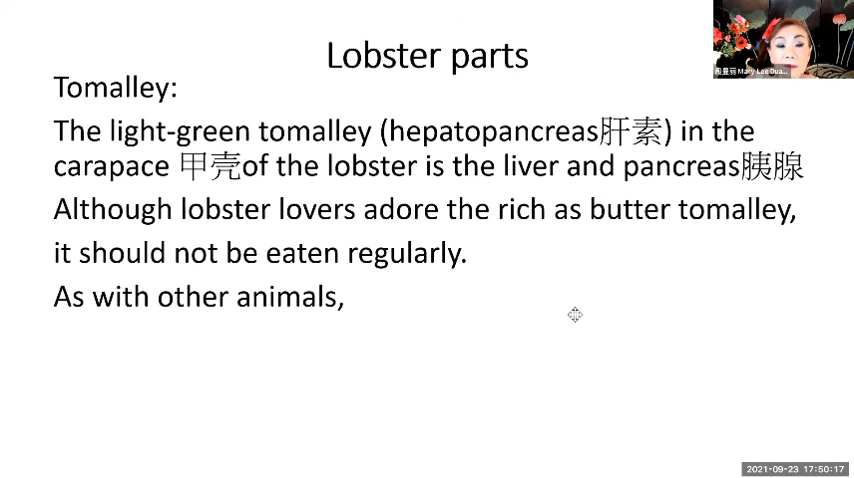 Lobster parts
Tomalley:
The light-green tomalley (hepatopancreas肝素) in the
carapace 甲壳of the lobster is the liver and pancreas胰腺
Although lobster lovers adore the rich as butter tomalley,
it should not be eaten regularly.
As with other animals,
Mary Lee Dua...
2021-09-23 17:50:17